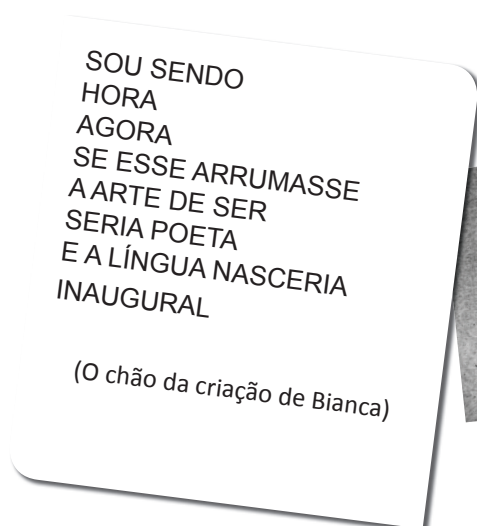 SOU SENDO
HORA
AGORA
SE ESSE ARRUMASSE
A ARTE DE SER
SERIA POETA
E A LÍNGUA NASCERIA
INAUGURAL
(O chão da criação de Bianca)